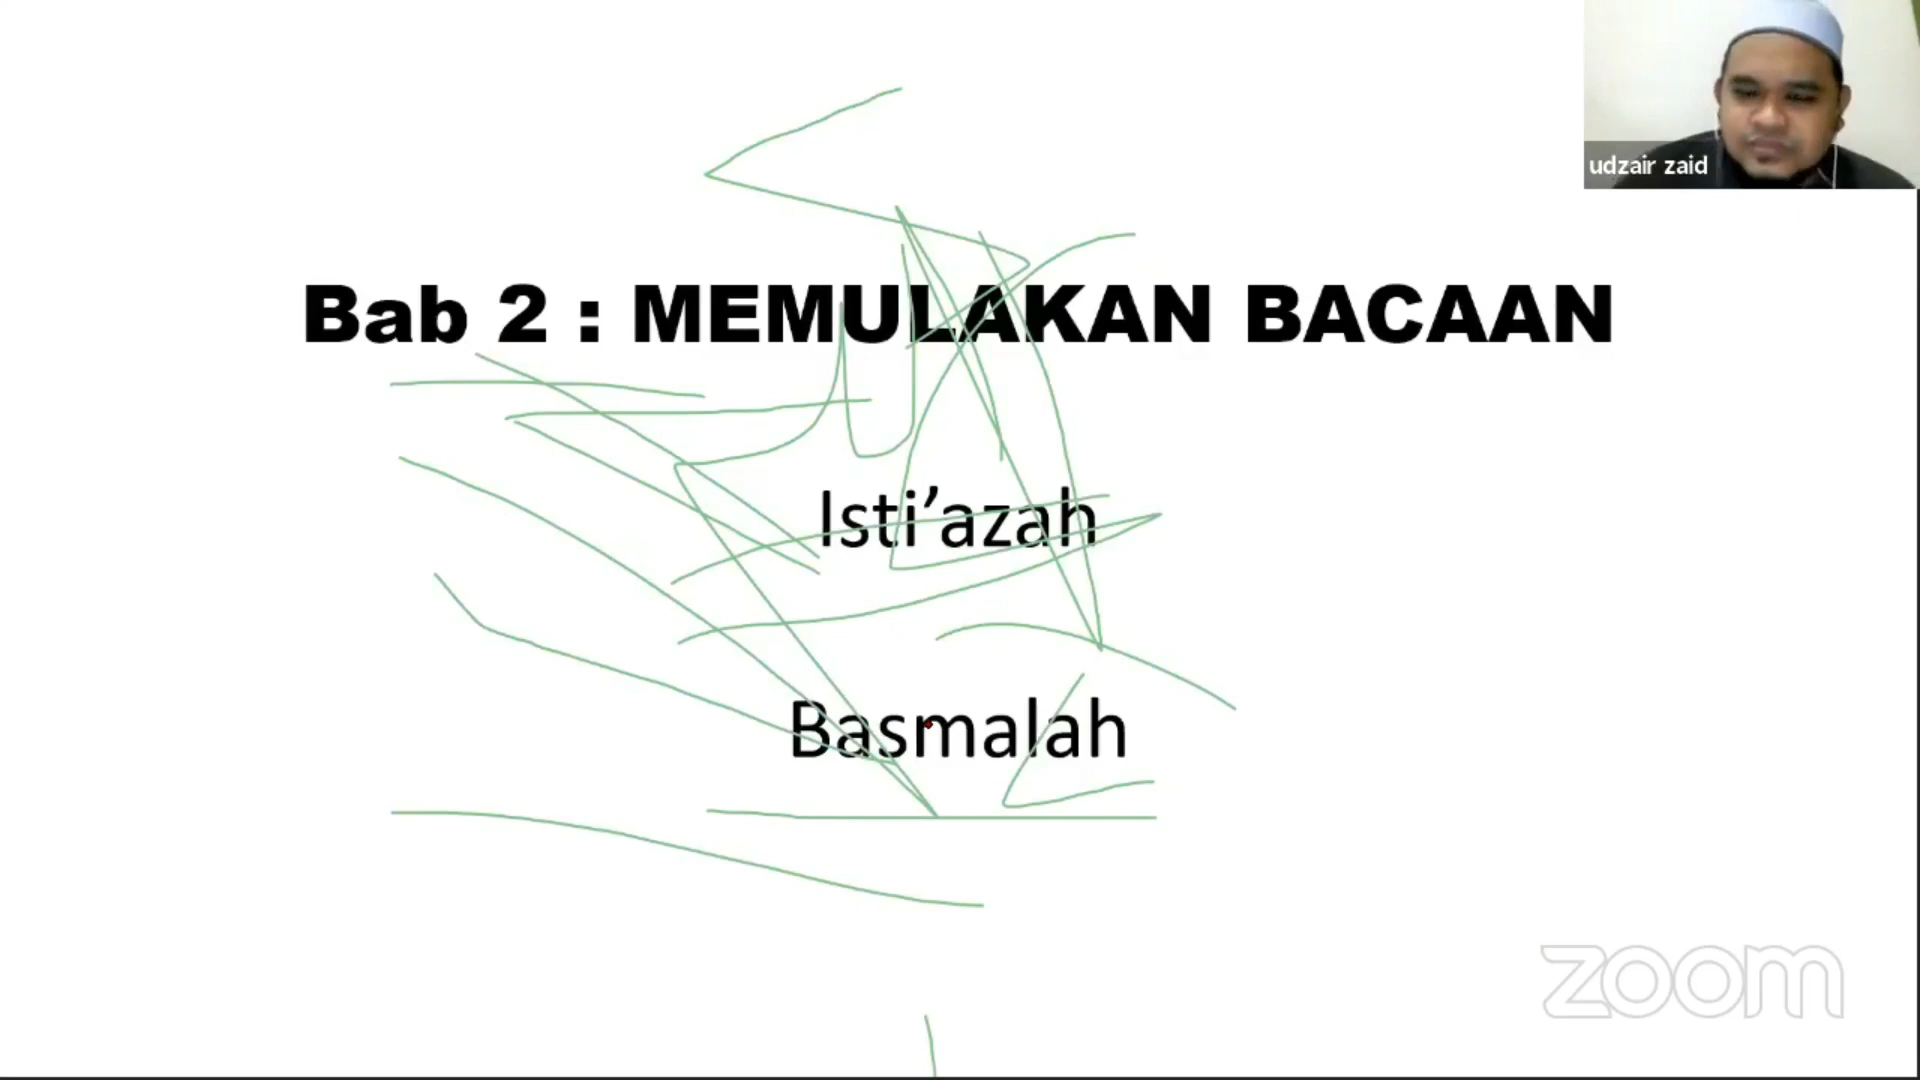 udzair zaid
Bab 2 : MEMULAKAN BACAAN
Isti’azah
Basmalah
zoom